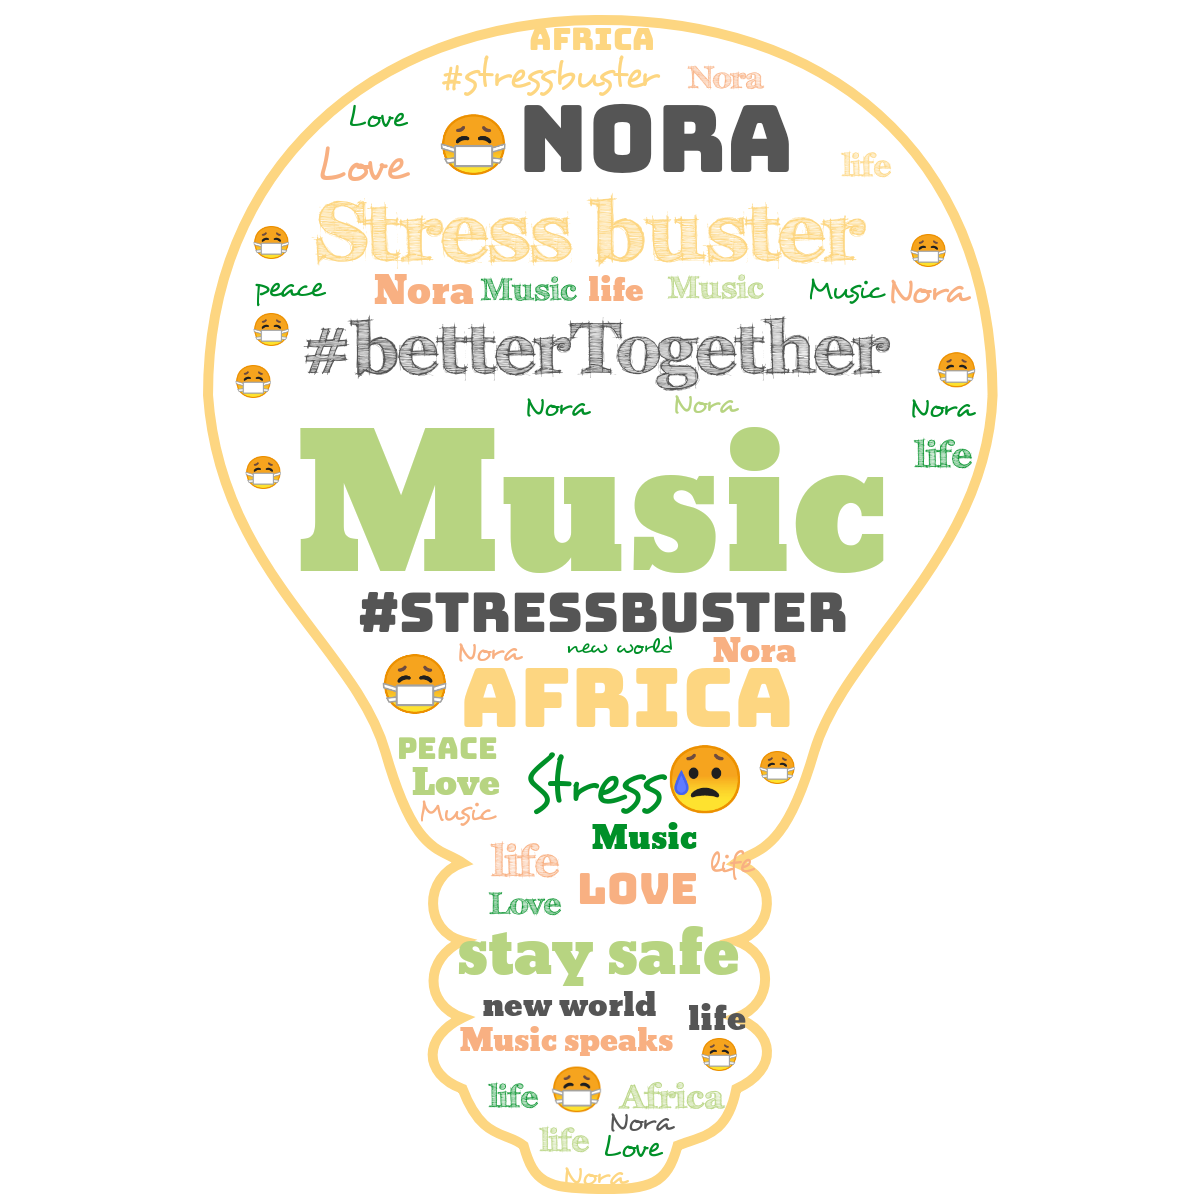 AFRICA
#stressbuster Nora
Love NORA
Love life
Stress buster
peace Nora Music life Music Music Nora
#betterTogether
Nora Nora Nora
life
Music
#STRESSBUSTER
Nora new world Nora
AFRICA
PEACE
Love Stress
Music
Music
life life
LOVE
Love
stay safe
new world life
Music speaks
life Africa
Nora
life Love
Nora